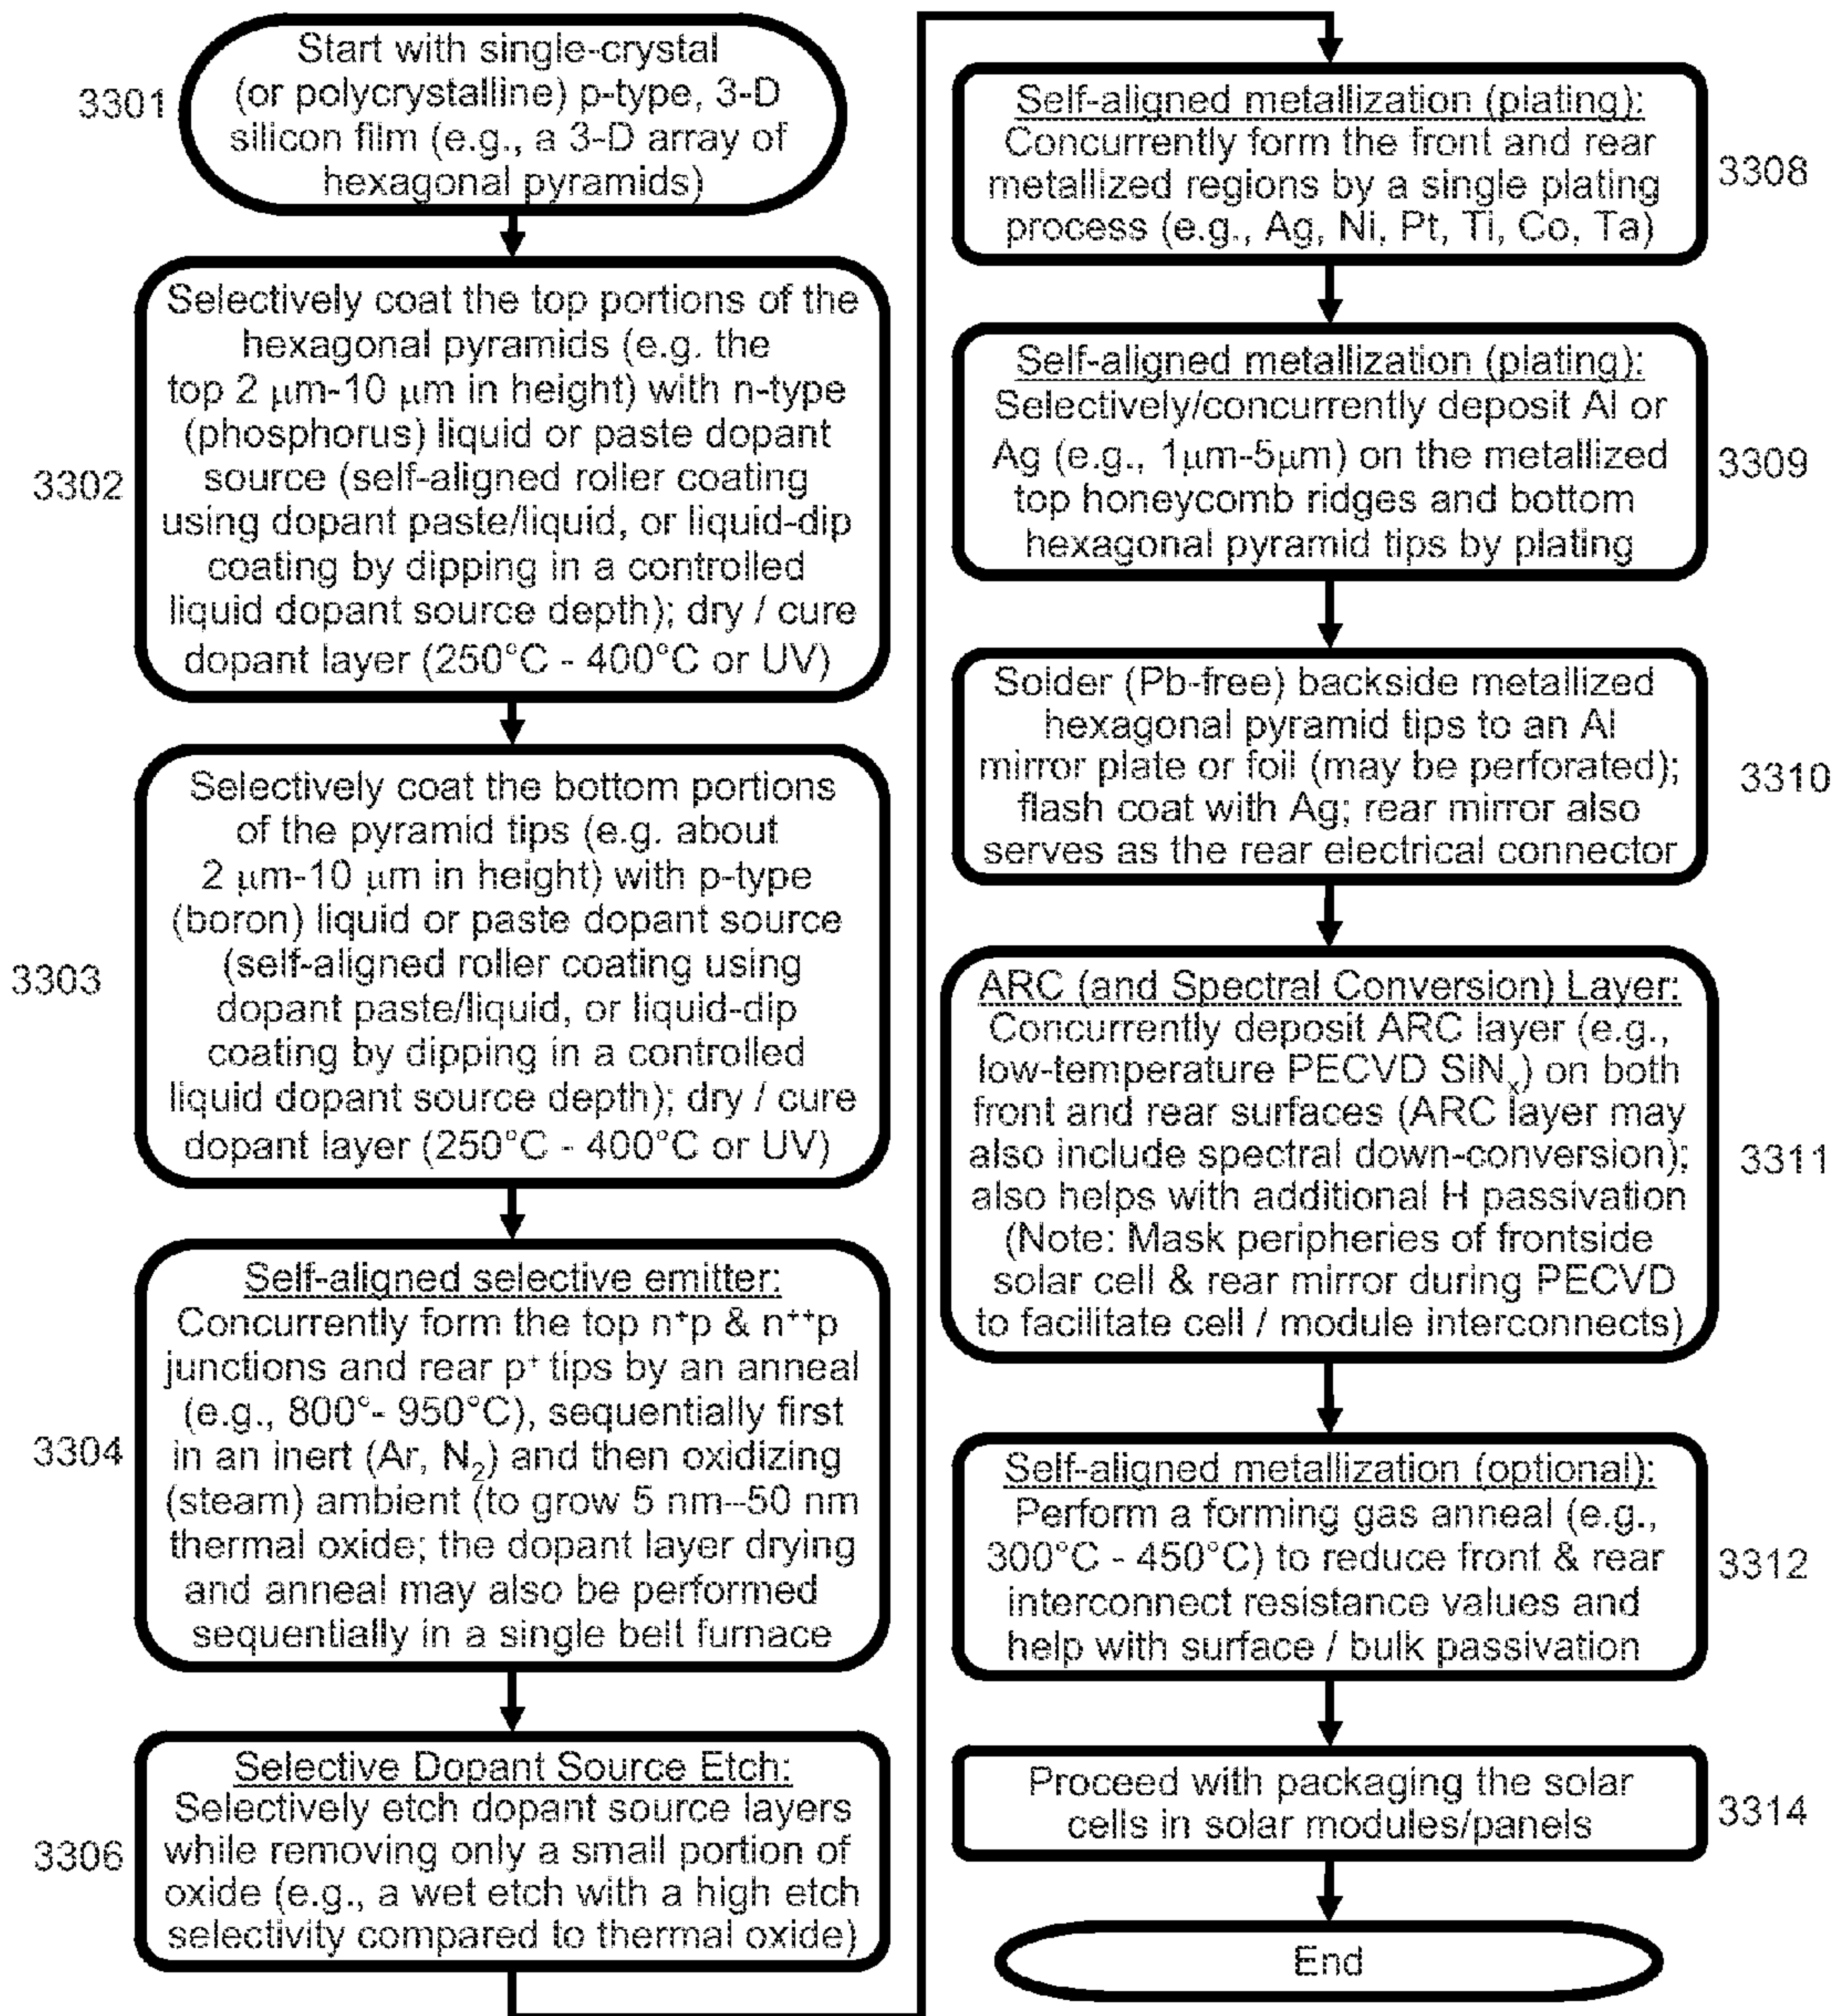 3301
Start with single-crystal
(or polycrystalline) p-type, 3-D
silicon film (e.g., a 3-D array of
hexagonal pyramids)
3302
Selectively coat the top portions of the
hexagonal pyramids (e.g. the
top 2 μm-10 μm in height) with n-type
(phosphorus) liquid or paste dopant
source (self-aligned roller coating
using dopant paste/liquid, or liquid-dip
coating by dipping in a controlled
liquid dopant source depth); dry / cure
dopant layer (250°C - 400°C or UV)
3303
Selectively coat the bottom portions
of the pyramid tips (e.g. about
2 μm-10 μm in height) with p-type
(boron) liquid or paste dopant source
(self-aligned roller coating using
dopant paste/liquid, or liquid-dip
coating by dipping in a controlled
liquid dopant source depth); dry / cure
dopant layer (250°C - 400°C or UV)
3304
Self-aligned selective emitter:
Concurrently form the top n⁺p & n⁺⁺p
junctions and rear p⁺ tips by an anneal
(e.g., 800°- 950°C), sequentially first
in an inert (Ar, N₂) and then oxidizing
(steam) ambient (to grow 5 nm--50 nm
thermal oxide; the dopant layer drying
and anneal may also be performed
sequentially in a single belt furnace
3306
Selective Dopant Source Etch:
Selectively etch dopant source layers
while removing only a small portion of
oxide (e.g., a wet etch with a high etch
selectivity compared to thermal oxide)
3308
Self-aligned metallization (plating):
Concurrently form the front and rear
metallized regions by a single plating
process (e.g., Ag, Ni, Pt, Ti, Co, Ta)
3309
Self-aligned metallization (plating):
Selectively/concurrently deposit Al or
Ag (e.g., 1μm-5μm) on the metallized
top honeycomb ridges and bottom
hexagonal pyramid tips by plating
3310
Solder (Pb-free) backside metallized
hexagonal pyramid tips to an Al
mirror plate or foil (may be perforated);
flash coat with Ag; rear mirror also
serves as the rear electrical connector
3311
ARC (and Spectral Conversion) Layer:
Concurrently deposit ARC layer (e.g.,
low-temperature PECVD SiNₓ) on both
front and rear surfaces (ARC layer may
also include spectral down-conversion);
also helps with additional H passivation
(Note: Mask peripheries of frontside
solar cell & rear mirror during PECVD
to facilitate cell / module interconnects)
3312
Self-aligned metallization (optional):
Perform a forming gas anneal (e.g.,
300°C - 450°C) to reduce front & rear
interconnect resistance values and
help with surface / bulk passivation
3314
Proceed with packaging the solar
cells in solar modules/panels
End